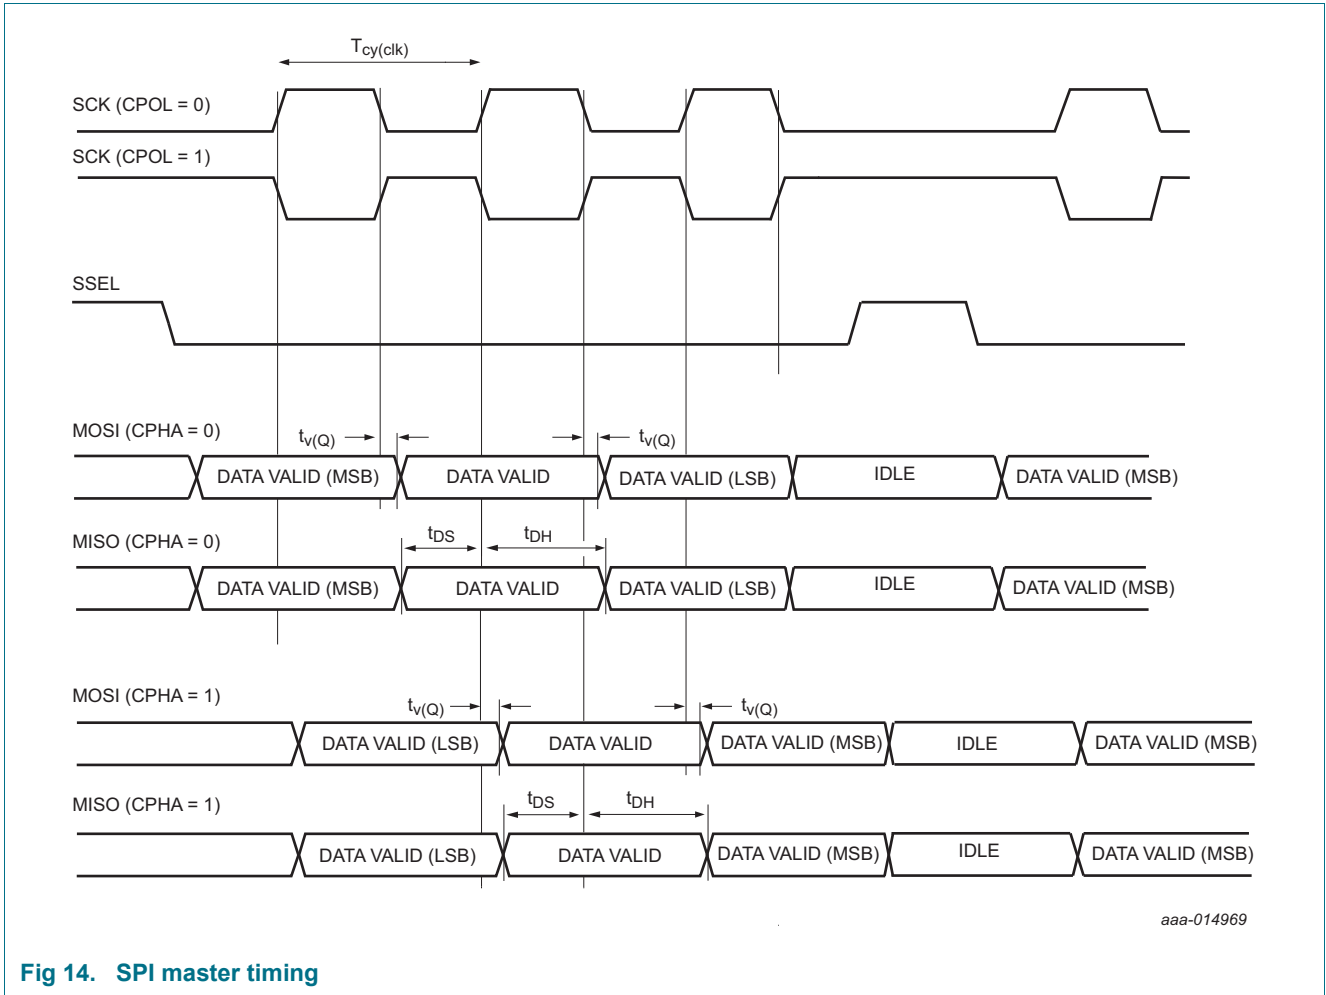 Tcy(clk)
SCK (CPOL = 0)
SCK (CPOL = 1)
SSEL
MOSI (CPHA = 0)
tv(Q) tv(Q)
DATA VALID (MSB) DATA VALID DATA VALID (LSB) IDLE DATA VALID (MSB)
MISO (CPHA = 0)
tDS tDH
DATA VALID (MSB) DATA VALID DATA VALID (LSB) IDLE DATA VALID (MSB)
MOSI (CPHA = 1)
tv(Q) tv(Q)
DATA VALID (LSB) DATA VALID DATA VALID (MSB) IDLE DATA VALID (MSB)
MISO (CPHA = 1)
tDS tDH
DATA VALID (LSB) DATA VALID DATA VALID (MSB) IDLE DATA VALID (MSB)
aaa-014969
Fig 14. SPI master timing